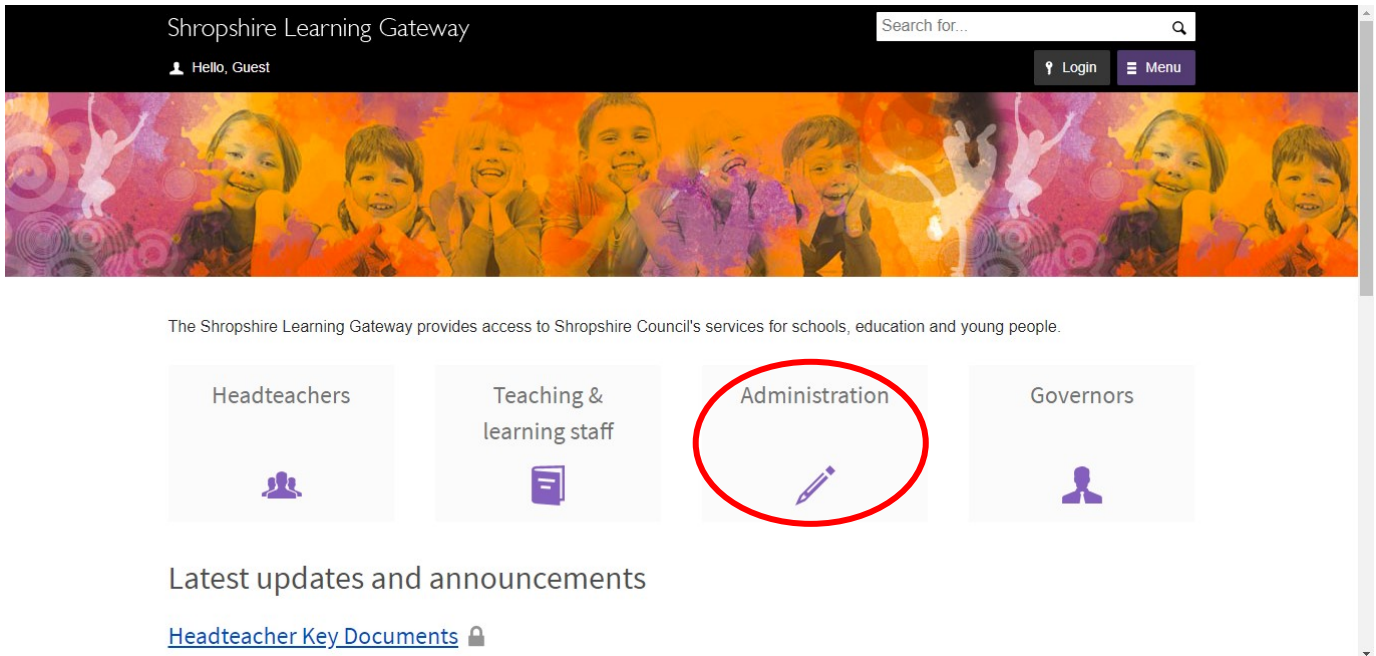 Shropshire Learning Gateway
Search for...
Hello, Guest
Login
Menu
The Shropshire Learning Gateway provides access to Shropshire Council's services for schools, education and young people.
Headteachers
Teaching &
learning staff
Administration
Governors
Latest updates and announcements
Headteacher Key Documents